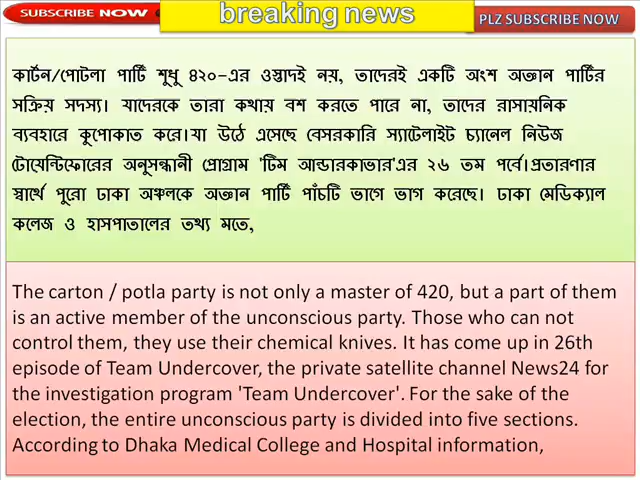 SUBSCRIBE NOW
breaking news
PLZ SUBSCRIBE NOW
কার্টন/পোটলা পার্টি শুধু ৪২০-এর ওস্তাদই নয়, তাদেরই একটি অংশ অজ্ঞান পার্টির
সক্রিয় সদস্য। যাদেরকে তারা কথায় বশ করতে পারে না, তাদের রাসায়নিক
ব্যবহারে কুপোকাত করে।যা উঠে এসেছে বেসরকারি স্যাটেলাইট চ্যানেল নিউজ
টোয়েন্টিফোরের অনুসন্ধানী প্রোগ্রাম 'টিম আন্ডারকাভার'এর ২৬ তম পর্বে।প্রতারণার
স্বার্থে পুরো ঢাকা অঞ্চলকে অজ্ঞান পার্টি পাঁচটি ভাগে ভাগ করেছে। ঢাকা মেডিক্যাল
কলেজ ও হাসপাতালের তথ্য মতে,
The carton / potla party is not only a master of 420, but a part of them
is an active member of the unconscious party. Those who can not
control them, they use their chemical knives. It has come up in 26th
episode of Team Undercover, the private satellite channel News24 for
the investigation program 'Team Undercover'. For the sake of the
election, the entire unconscious party is divided into five sections.
According to Dhaka Medical College and Hospital information,